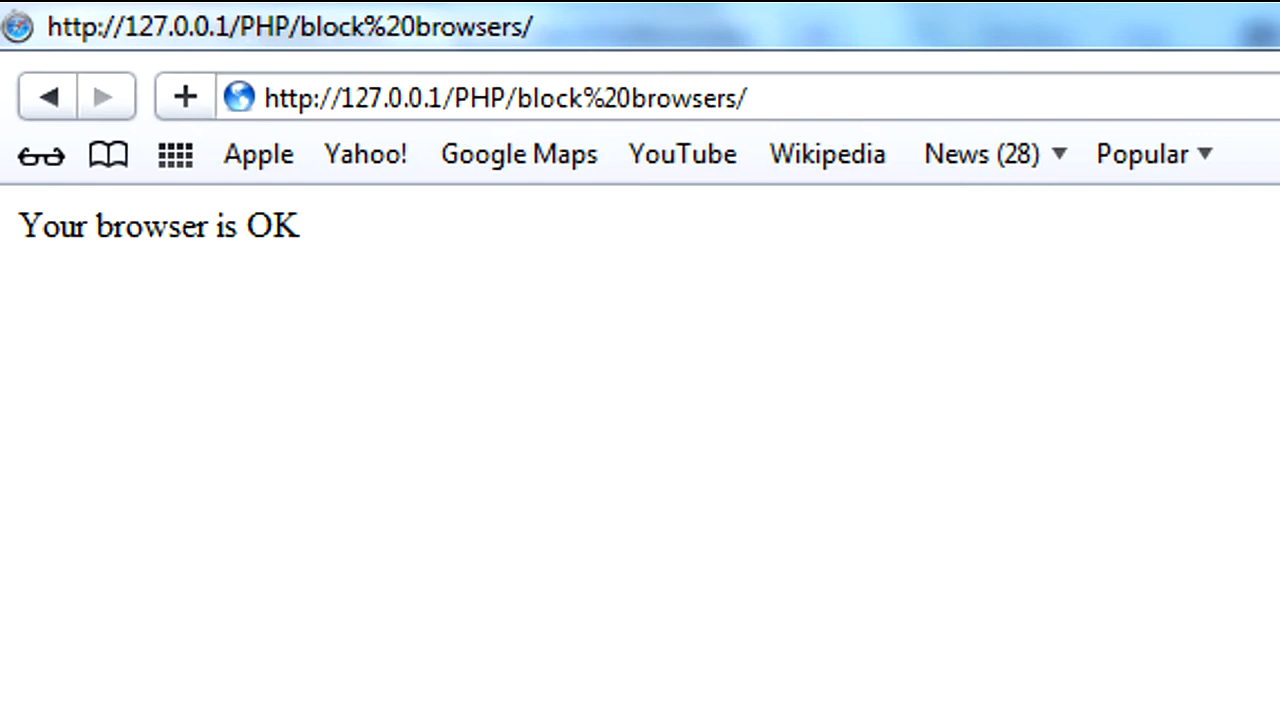 http://127.0.0.1/PHP/block%20browsers/
http://127.0.0.1/PHP/block%20browsers/
Apple Yahoo! Google Maps YouTube Wikipedia News (28) Popular
Your browser is OK